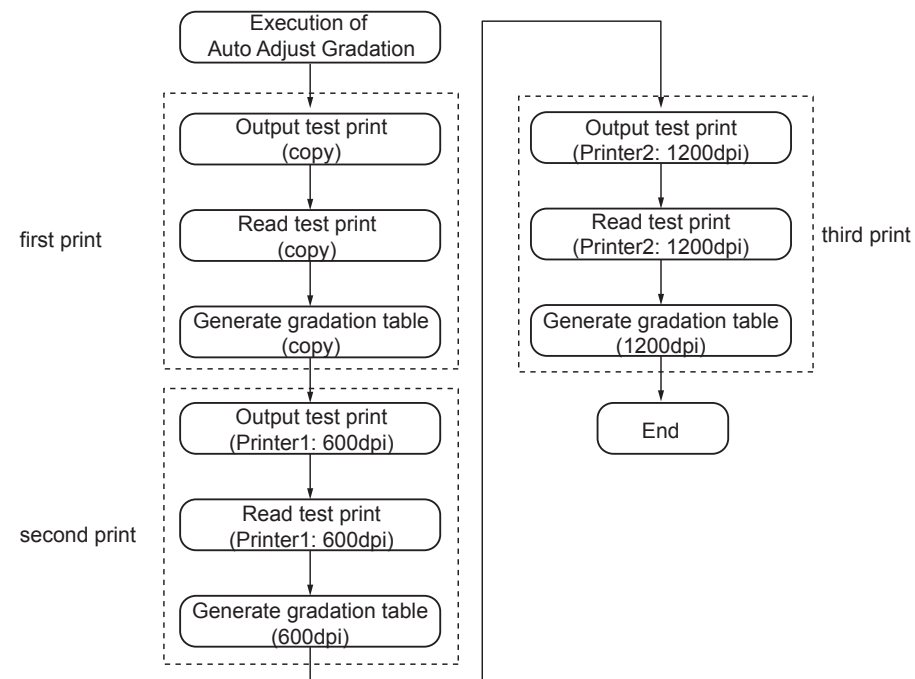 Execution of
Auto Adjust Gradation
first print
Output test print
(copy)
Read test print
(copy)
Generate gradation table
(copy)
second print
Output test print
(Printer1: 600dpi)
Read test print
(Printer1: 600dpi)
Generate gradation table
(600dpi)
Output test print
(Printer2: 1200dpi)
Read test print
(Printer2: 1200dpi)
third print
Generate gradation table
(1200dpi)
End